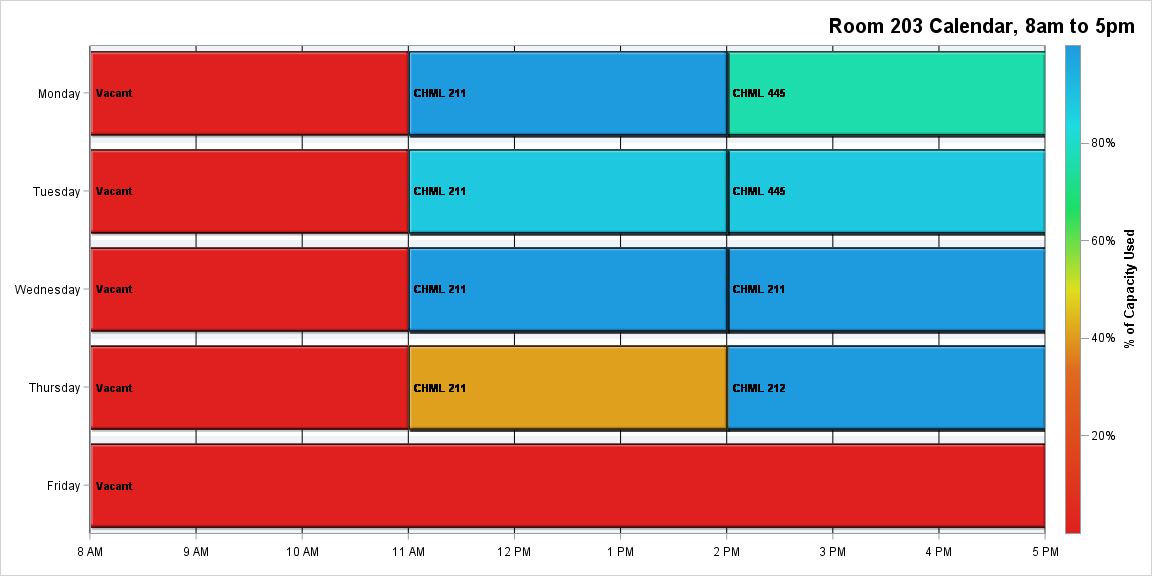 Room 203 Calendar, 8am to 5pm
Monday
Vacant
CHML 211
CHML 445
Tuesday
Vacant
CHML 211
CHML 445
Wednesday
Vacant
CHML 211
CHML 211
Thursday
Vacant
CHML 211
CHML 212
Friday
Vacant
8 AM
9 AM
10 AM
11 AM
12 PM
1 PM
2 PM
3 PM
4 PM
5 PM
80%
60%
40%
20%
% of Capacity Used